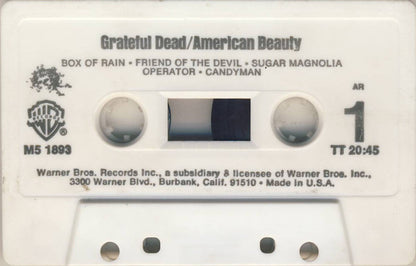 Grateful Dead/American Beauty
BOX OF RAIN • FRIEND OF THE DEVIL • SUGAR MAGNOLIA
OPERATOR • CANDYMAN
AR
1
M5 1893
TT 20:45
Warner Bros. Records Inc., a subsidiary & licensee of Warner Bros. Inc.,
3300 Warner Blvd., Burbank, Calif. 91510 • Made in U.S.A.